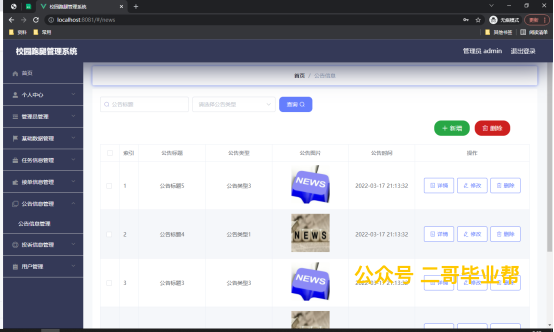 校园跑腿管理系统
localhost:8081/#/news
无痕模式
更新
资料
常用
其他书签
阅读清单
校园跑腿管理系统
管理员 admin
退出登录
首页
个人中心
管理员管理
基础数据管理
任务信息管理
接单信息管理
公告信息管理
公告信息管理
投诉信息管理
用户管理
首页 / 公告信息
公告标题
请选择公告类型
查询
+ 新增
删除
索引 公告标题 公告类型 公告图片 公告时间 操作
1 公告标题5 公告类型3 NEWS 2022-03-17 21:13:32 详情 修改 删除
2 公告标题4 公告类型1 NEWS 2022-03-17 21:13:32 详情 修改 删除
3 公告标题3 公告类型3 NEWS 详情 修改 删除
公众号 二哥毕业帮